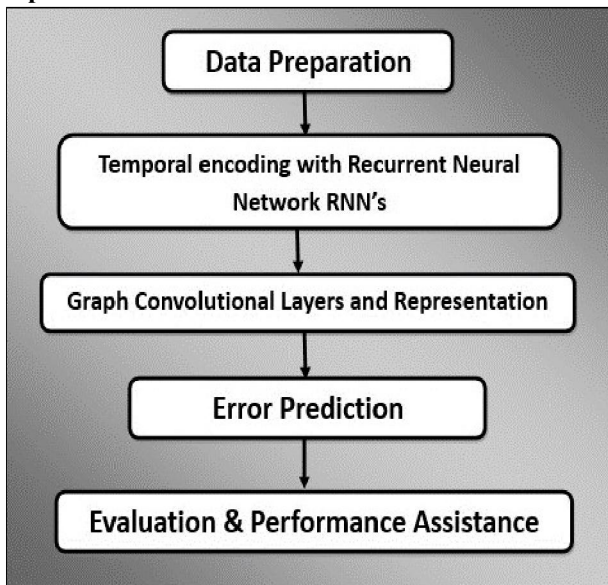 Data Preparation
Temporal encoding with Recurrent Neural
Network RNN's
Graph Convolutional Layers and Representation
Error Prediction
Evaluation & Performance Assistance